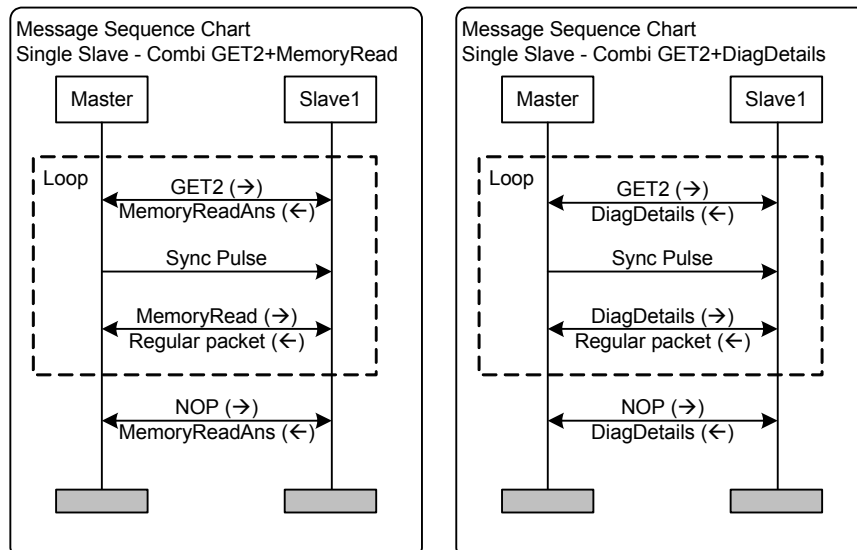 Message Sequence Chart
Single Slave - Combi GET2+MemoryRead
Master
Slave1
Loop
GET2 (→)
MemoryReadAns (←)
Sync Pulse
MemoryRead (→)
Regular packet (←)
NOP (→)
MemoryReadAns (←)
Message Sequence Chart
Single Slave - Combi GET2+DiagDetails
Master
Slave1
Loop
GET2 (→)
DiagDetails (←)
Sync Pulse
DiagDetails (→)
Regular packet (←)
NOP (→)
DiagDetails (←)